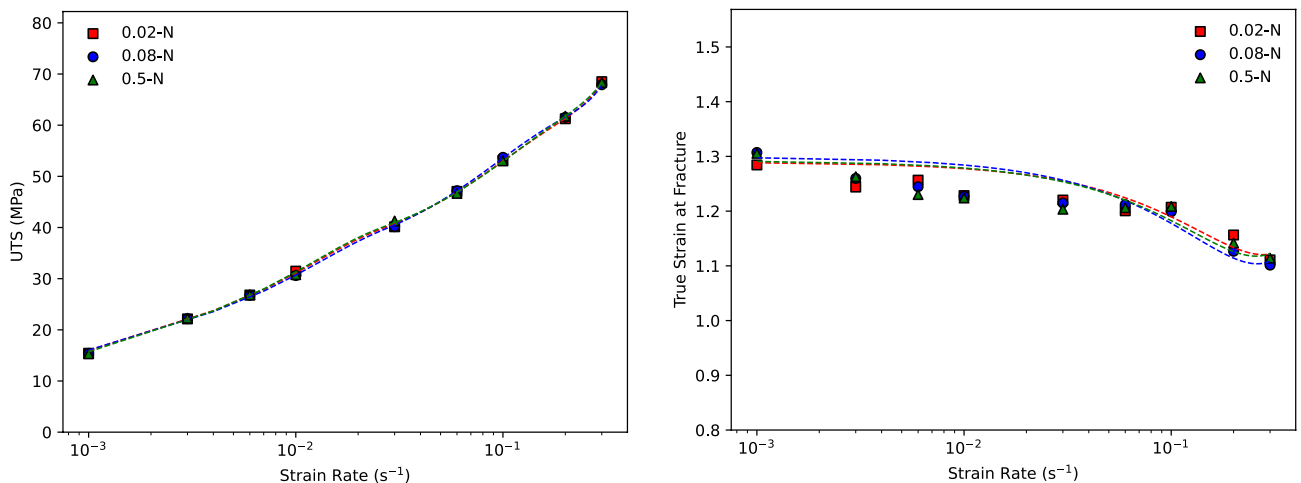 80
70
60
50
40
30
20
10
0
UTS (MPa)
0.02-N
0.08-N
0.5-N
10⁻³
10⁻²
10⁻¹
Strain Rate (s⁻¹)
1.5
1.4
1.3
1.2
1.1
1.0
0.9
0.8
True Strain at Fracture
0.02-N
0.08-N
0.5-N
10⁻³
10⁻²
10⁻¹
Strain Rate (s⁻¹)